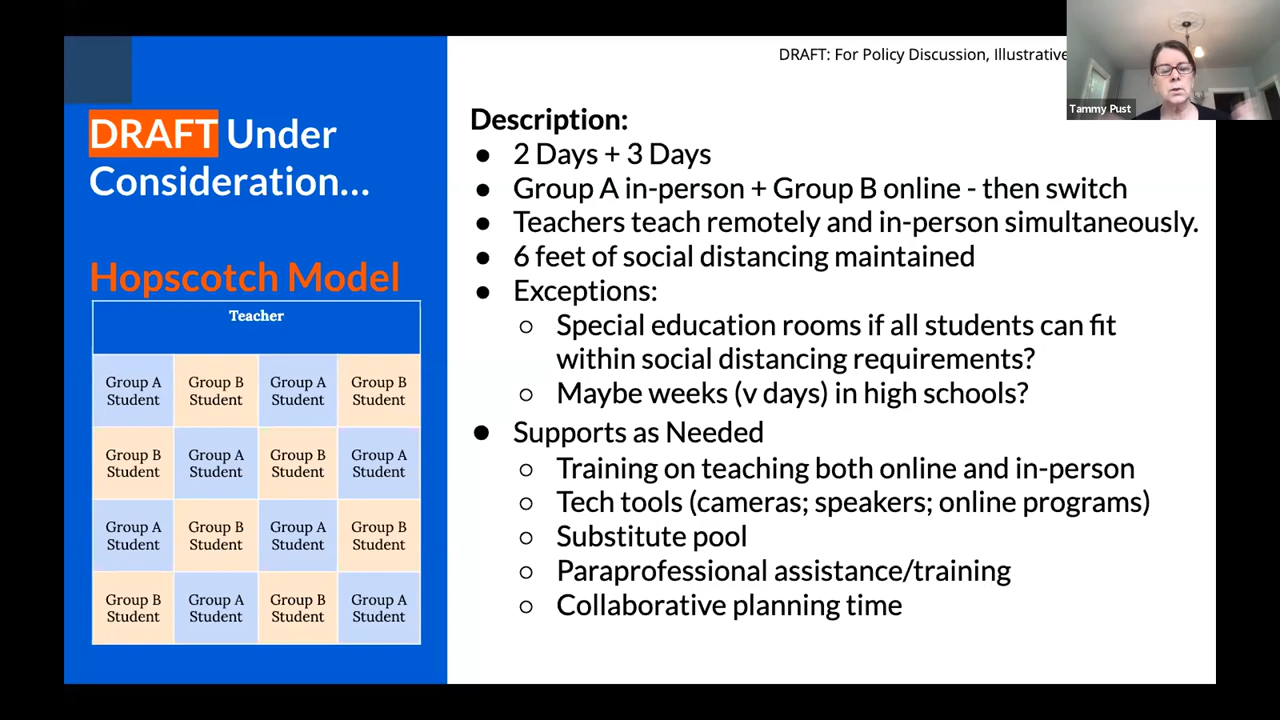 DRAFT: For Policy Discussion, Illustrative
Tammy Pust
DRAFT Under
Consideration...
Hopscotch Model
Teacher
Group A Student Group B Student Group A Student Group B Student
Group B Student Group A Student Group B Student Group A Student
Group A Student Group B Student Group A Student Group B Student
Group B Student Group A Student Group B Student Group A Student
Description:
● 2 Days + 3 Days
● Group A in-person + Group B online - then switch
● Teachers teach remotely and in-person simultaneously.
● 6 feet of social distancing maintained
● Exceptions:
○ Special education rooms if all students can fit
within social distancing requirements?
○ Maybe weeks (v days) in high schools?
● Supports as Needed
○ Training on teaching both online and in-person
○ Tech tools (cameras; speakers; online programs)
○ Substitute pool
○ Paraprofessional assistance/training
○ Collaborative planning time